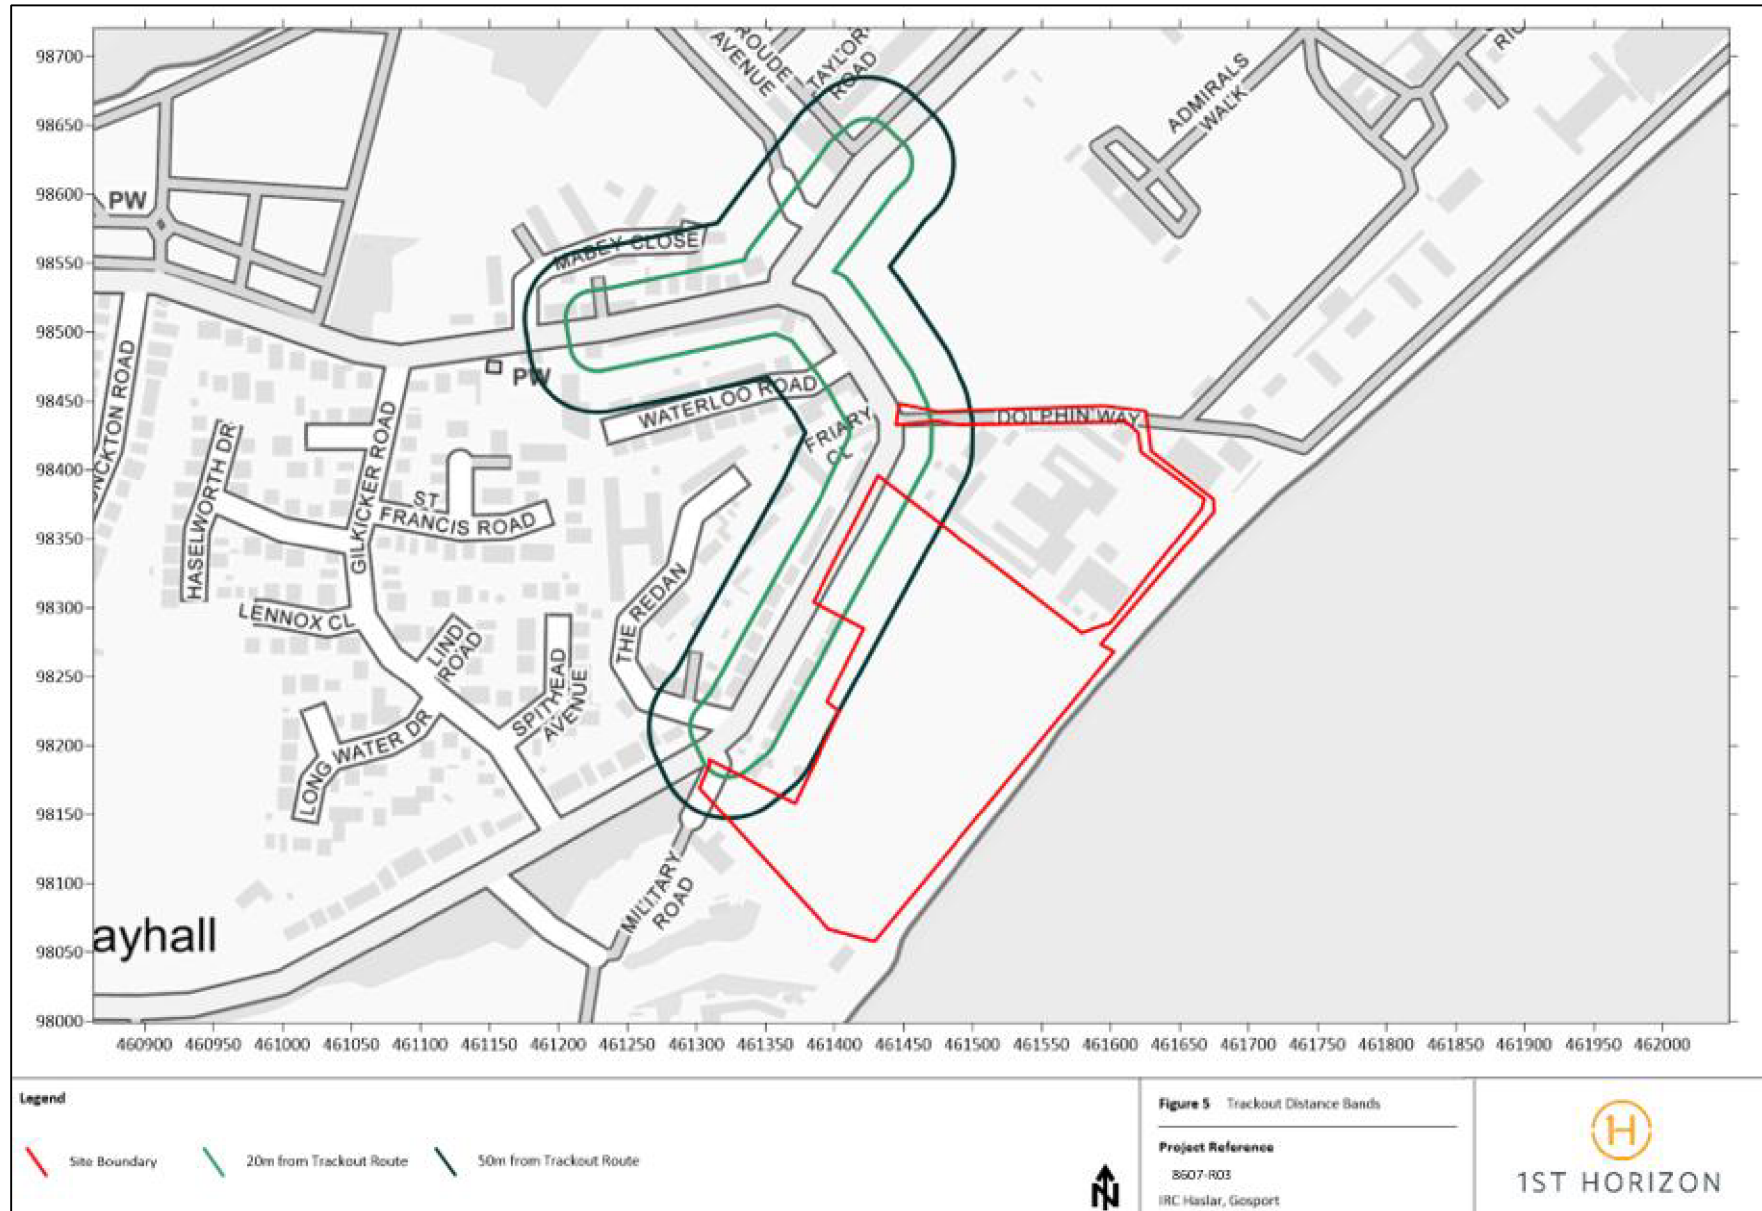 98700
98650
98600
98550
98500
98450
98400
98350
98300
98250
98200
98150
98100
98050
98000
AVENUE
TAYLOR
ROAD
ADMIRALS
WALK
PW
MABEY CLOSE
PW
WATERLOO ROAD
FRIARY
CL
DOLPHIN WAY
HASELWORTH DR
GILKICKER ROAD
ST
FRANCIS ROAD
LENNOX CL
LIND
ROAD
THE REDAN
SPITHEAD
AVENUE
LONG WATER DR
MILITARY
ROAD
ayhall
460900 460950 461000 461050 461100 461150 461200 461250 461300 461350 461400 461450 461500 461550 461600 461650 461700 461750 461800 461850 461900 461950 462000
Legend
Site Boundary
20m from Trackout Route
50m from Trackout Route
N
Figure 5 Trackout Distance Bands
Project Reference
8607-R03
IRC Haslar, Gosport
1H
1ST HORIZON